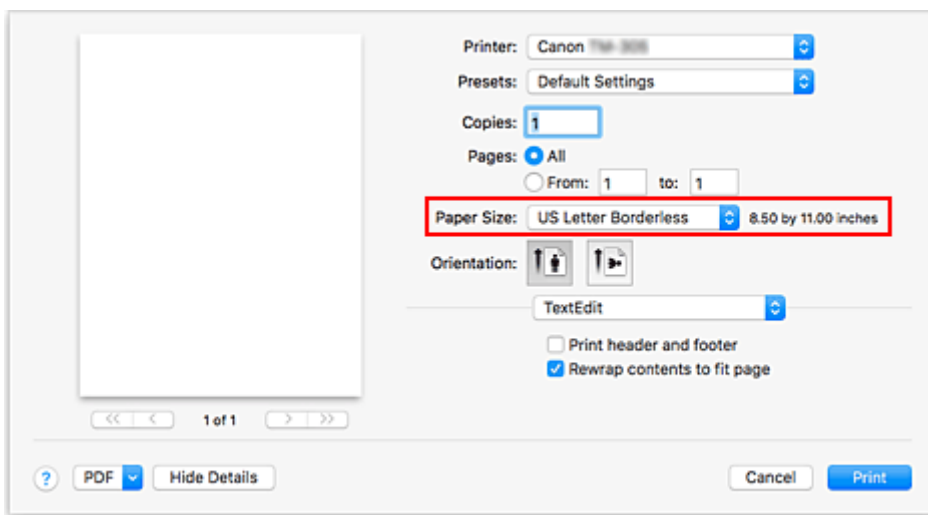 Printer: Canon
Presets: Default Settings
Copies: 1
Pages: All
From: 1 to: 1
Paper Size: US Letter Borderless 8.50 by 11.00 inches
Orientation:
TextEdit
Print header and footer
Rewrap contents to fit page
<< < 1 of 1 > >>
? PDF Hide Details Cancel Print